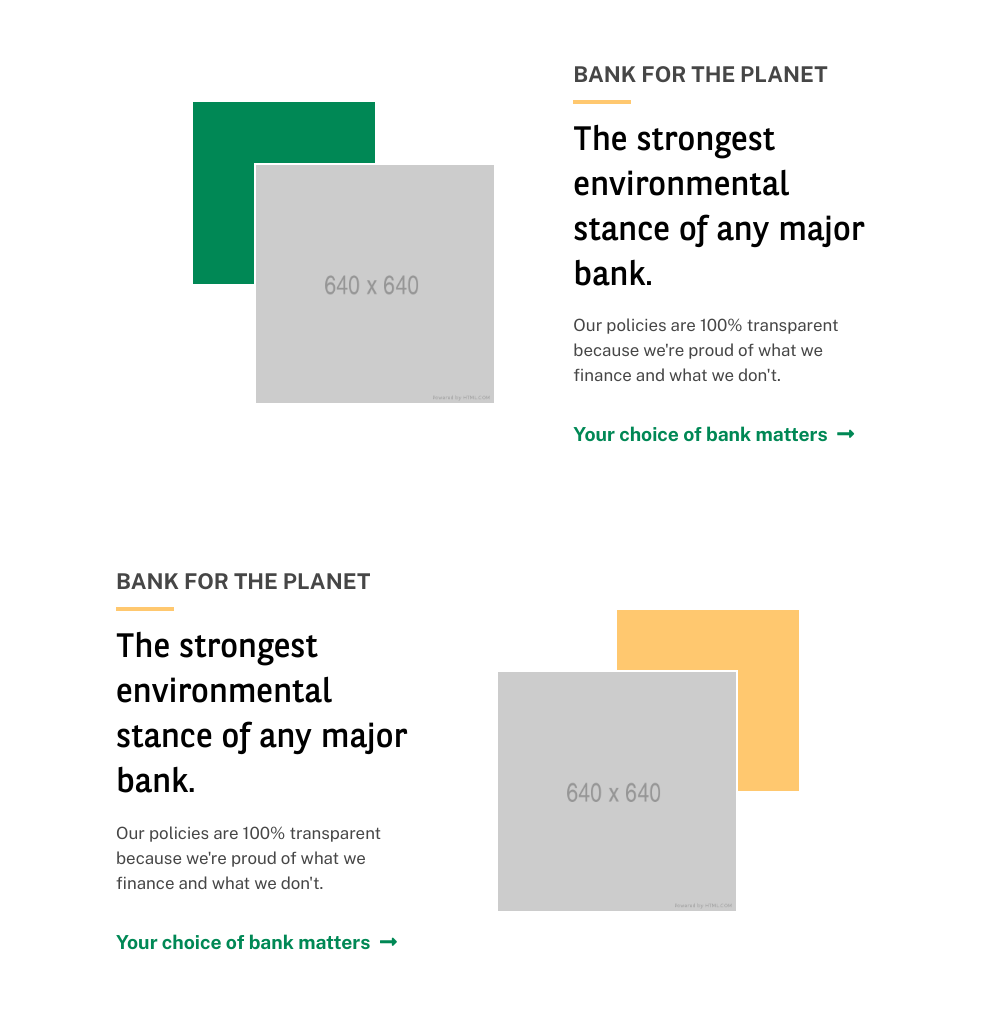 BANK FOR THE PLANET
The strongest
environmental
stance of any major
bank.
Our policies are 100% transparent
because we're proud of what we
finance and what we don't.
Your choice of bank matters →
640 x 640
Powered by HTML.COM
BANK FOR THE PLANET
The strongest
environmental
stance of any major
bank.
Our policies are 100% transparent
because we're proud of what we
finance and what we don't.
Your choice of bank matters →
640 x 640
Powered by HTML.COM